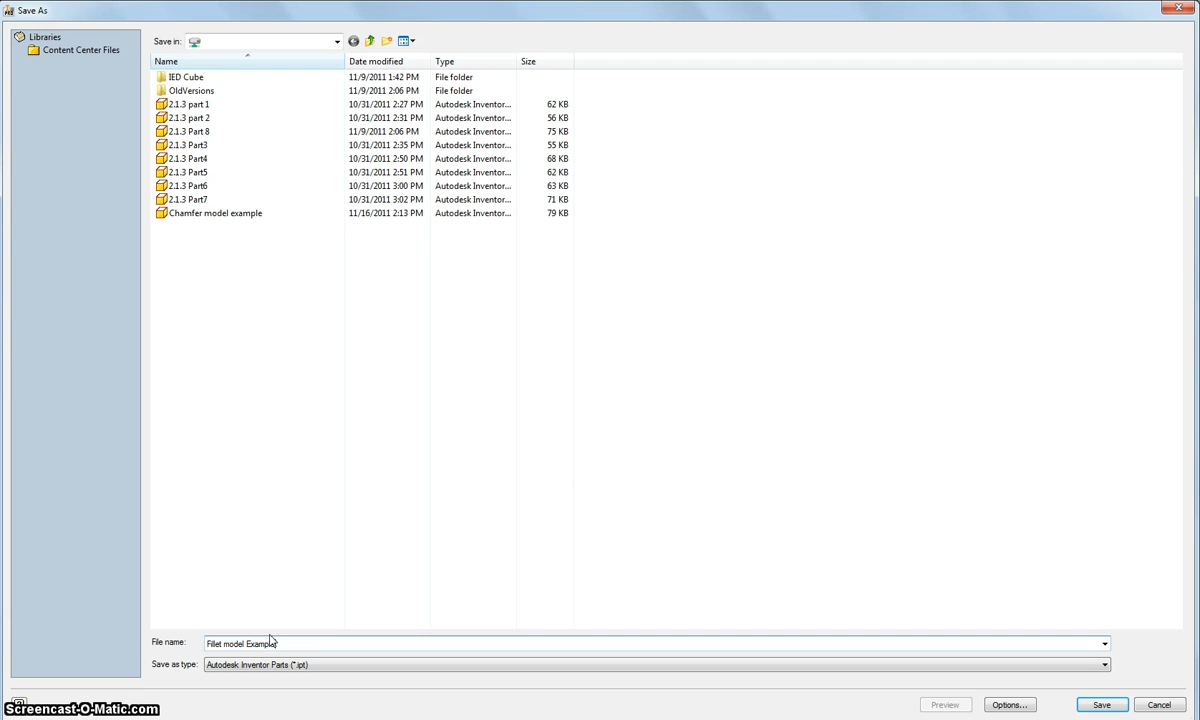 Save As
Libraries
Content Center Files
Save in:
Name Date modified Type Size
IED Cube 11/9/2011 1:42 PM File folder
OldVersions 11/9/2011 2:06 PM File folder
2.1.3 part 1 10/31/2011 2:27 PM Autodesk Inventor... 62 KB
2.1.3 part 2 10/31/2011 2:31 PM Autodesk Inventor... 56 KB
2.1.3 Part 8 11/9/2011 2:06 PM Autodesk Inventor... 75 KB
2.1.3 Part3 10/31/2011 2:35 PM Autodesk Inventor... 55 KB
2.1.3 Part4 10/31/2011 2:50 PM Autodesk Inventor... 68 KB
2.1.3 Part5 10/31/2011 2:51 PM Autodesk Inventor... 62 KB
2.1.3 Part6 10/31/2011 3:00 PM Autodesk Inventor... 63 KB
2.1.3 Part7 10/31/2011 3:02 PM Autodesk Inventor... 71 KB
Chamfer model example 11/16/2011 2:13 PM Autodesk Inventor... 79 KB
File name: Fillet model Example
Save as type: Autodesk Inventor Parts (*.ipt)
Preview Options... Save Cancel
Screencast-O-Matic.com